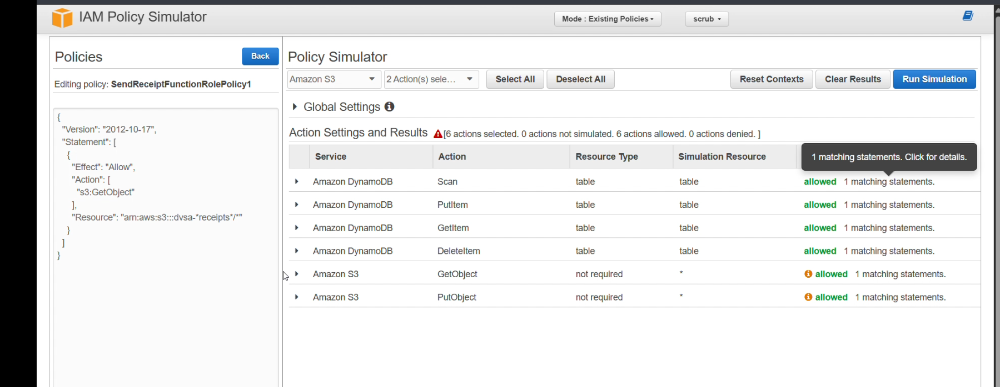 IAM Policy Simulator
Mode : Existing Policies
scrub
Policies
Back
Editing policy: SendReceiptFunctionRolePolicy1
{
"Version": "2012-10-17",
"Statement": [
{
"Effect": "Allow",
"Action": [
"s3:GetObject"
],
"Resource": "arn:aws:s3:::dvsa-*receipts*/*"
}
]
}
Policy Simulator
Amazon S3
2 Action(s) sele...
Select All
Deselect All
Reset Contexts
Clear Results
Run Simulation
Global Settings
Action Settings and Results [6 actions selected. 0 actions not simulated. 6 actions allowed. 0 actions denied. ]
Service Action Resource Type Simulation Resource
1 matching statements. Click for details.
Amazon DynamoDB Scan table table allowed 1 matching statements.
Amazon DynamoDB PutItem table table allowed 1 matching statements.
Amazon DynamoDB GetItem table table allowed 1 matching statements.
Amazon DynamoDB DeleteItem table table allowed 1 matching statements.
Amazon S3 GetObject not required * allowed 1 matching statements.
Amazon S3 PutObject not required * allowed 1 matching statements.